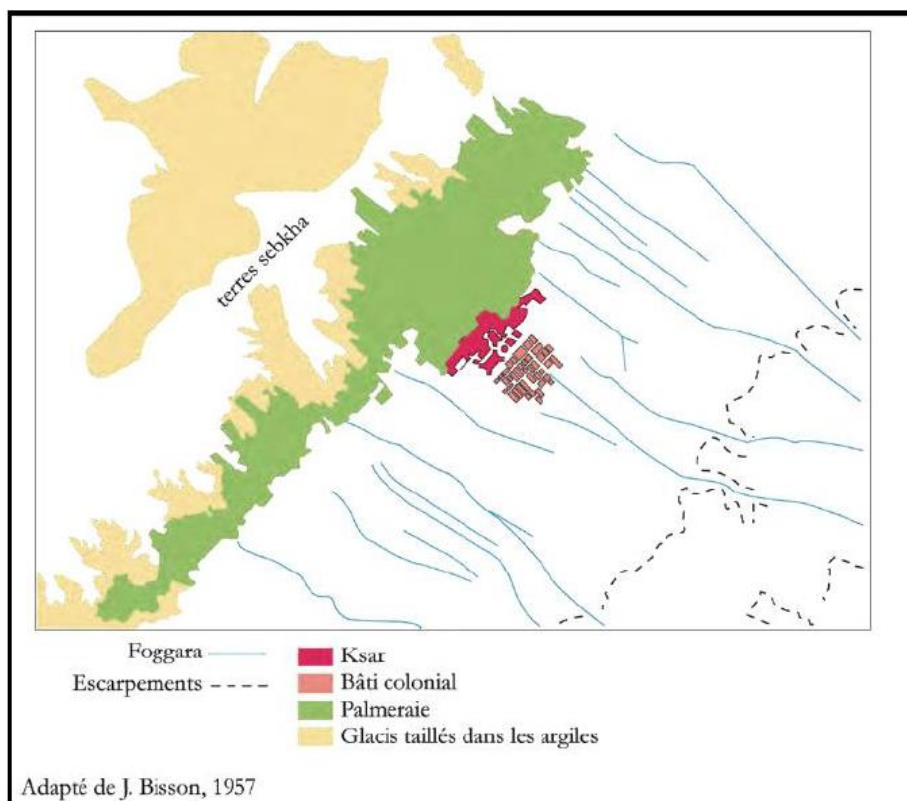 terres sebkha
Foggara
Escarpements
Ksar
Bâti colonial
Palmeraie
Glacis taillés dans les argiles
Adapté de J. Bisson, 1957